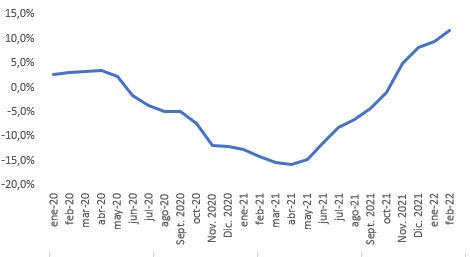 15,0%
10,0%
5,0%
0,0%
-5,0%
-10,0%
-15,0%
-20,0%
ene-20
feb-20
mar-20
abr-20
may-20
jun-20
jul-20
ago-20
Sept. 2020
oct-20
Nov. 2020
Dic. 2020
ene-21
feb-21
mar-21
abr-21
may-21
jun-21
jul-21
ago-21
Sept. 2021
oct-21
Nov. 2021
Dic. 2021
ene-22
feb-22